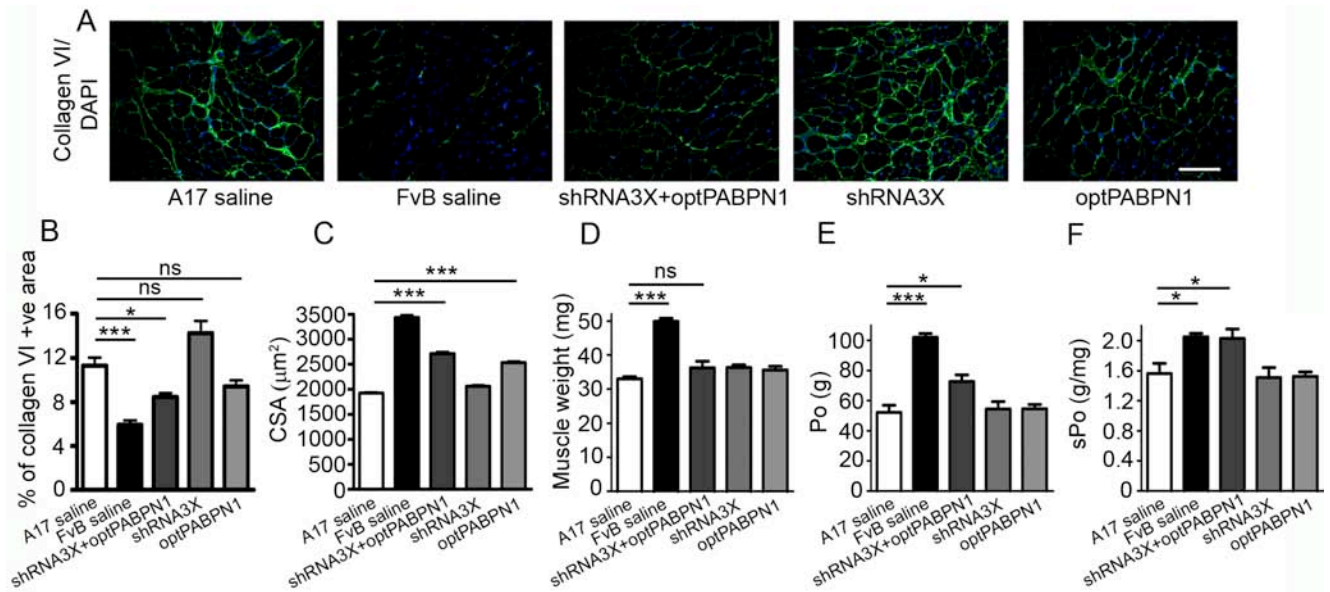 A
Collagen VI/
DAPI
A17 saline
FvB saline
shRNA3X+optPABPN1
shRNA3X
optPABPN1
B
% of collagen VI +ve area
16
12
8
4
0
ns
ns
*
***
A17 saline
FvB saline
shRNA3X+optPABPN1
shRNA3X
optPABPN1
C
CSA (μm²)
3500
3000
2500
2000
1500
1000
500
0
***
***
A17 saline
FvB saline
shRNA3X+optPABPN1
shRNA3X
optPABPN1
D
Muscle weight (mg)
50
40
30
20
10
0
ns
***
A17 saline
FvB saline
shRNA3X+optPABPN1
shRNA3X
optPABPN1
E
Po (g)
100
80
60
40
20
0
*
***
A17 saline
FvB saline
shRNA3X+optPABPN1
shRNA3X
optPABPN1
F
sPo (g/mg)
2.0
1.6
1.2
0.8
0.4
0
*
*
A17 saline
FvB saline
shRNA3X+optPABPN1
shRNA3X
optPABPN1